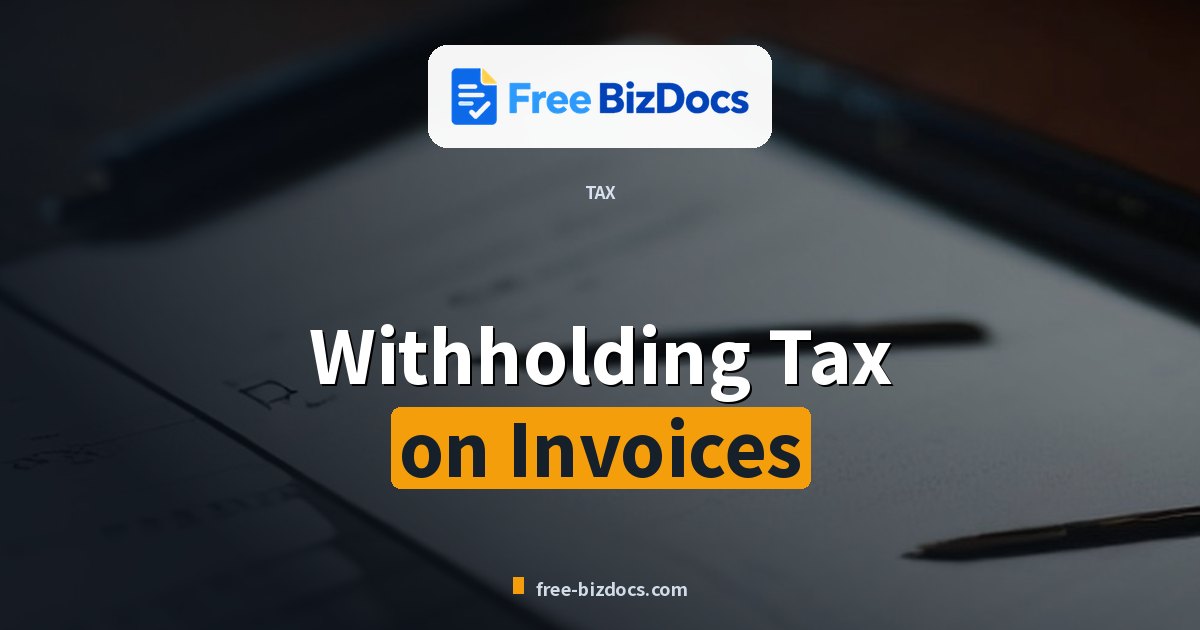 Free BizDocs
TAX
Withholding Tax
on Invoices
free-bizdocs.com